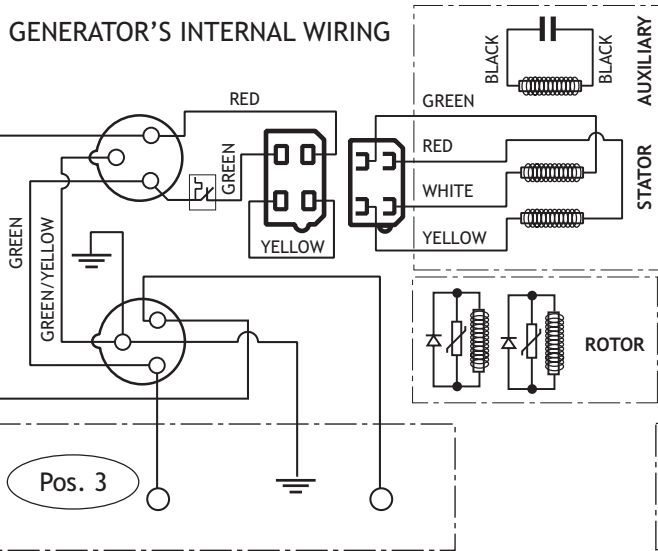 GENERATOR'S INTERNAL WIRING
BLACK
BLACK
AUXILIARY
RED
GREEN
GREEN
RED
WHITE
YELLOW
STATOR
YELLOW
GREEN
GREEN/YELLOW
ROTOR
Pos. 3